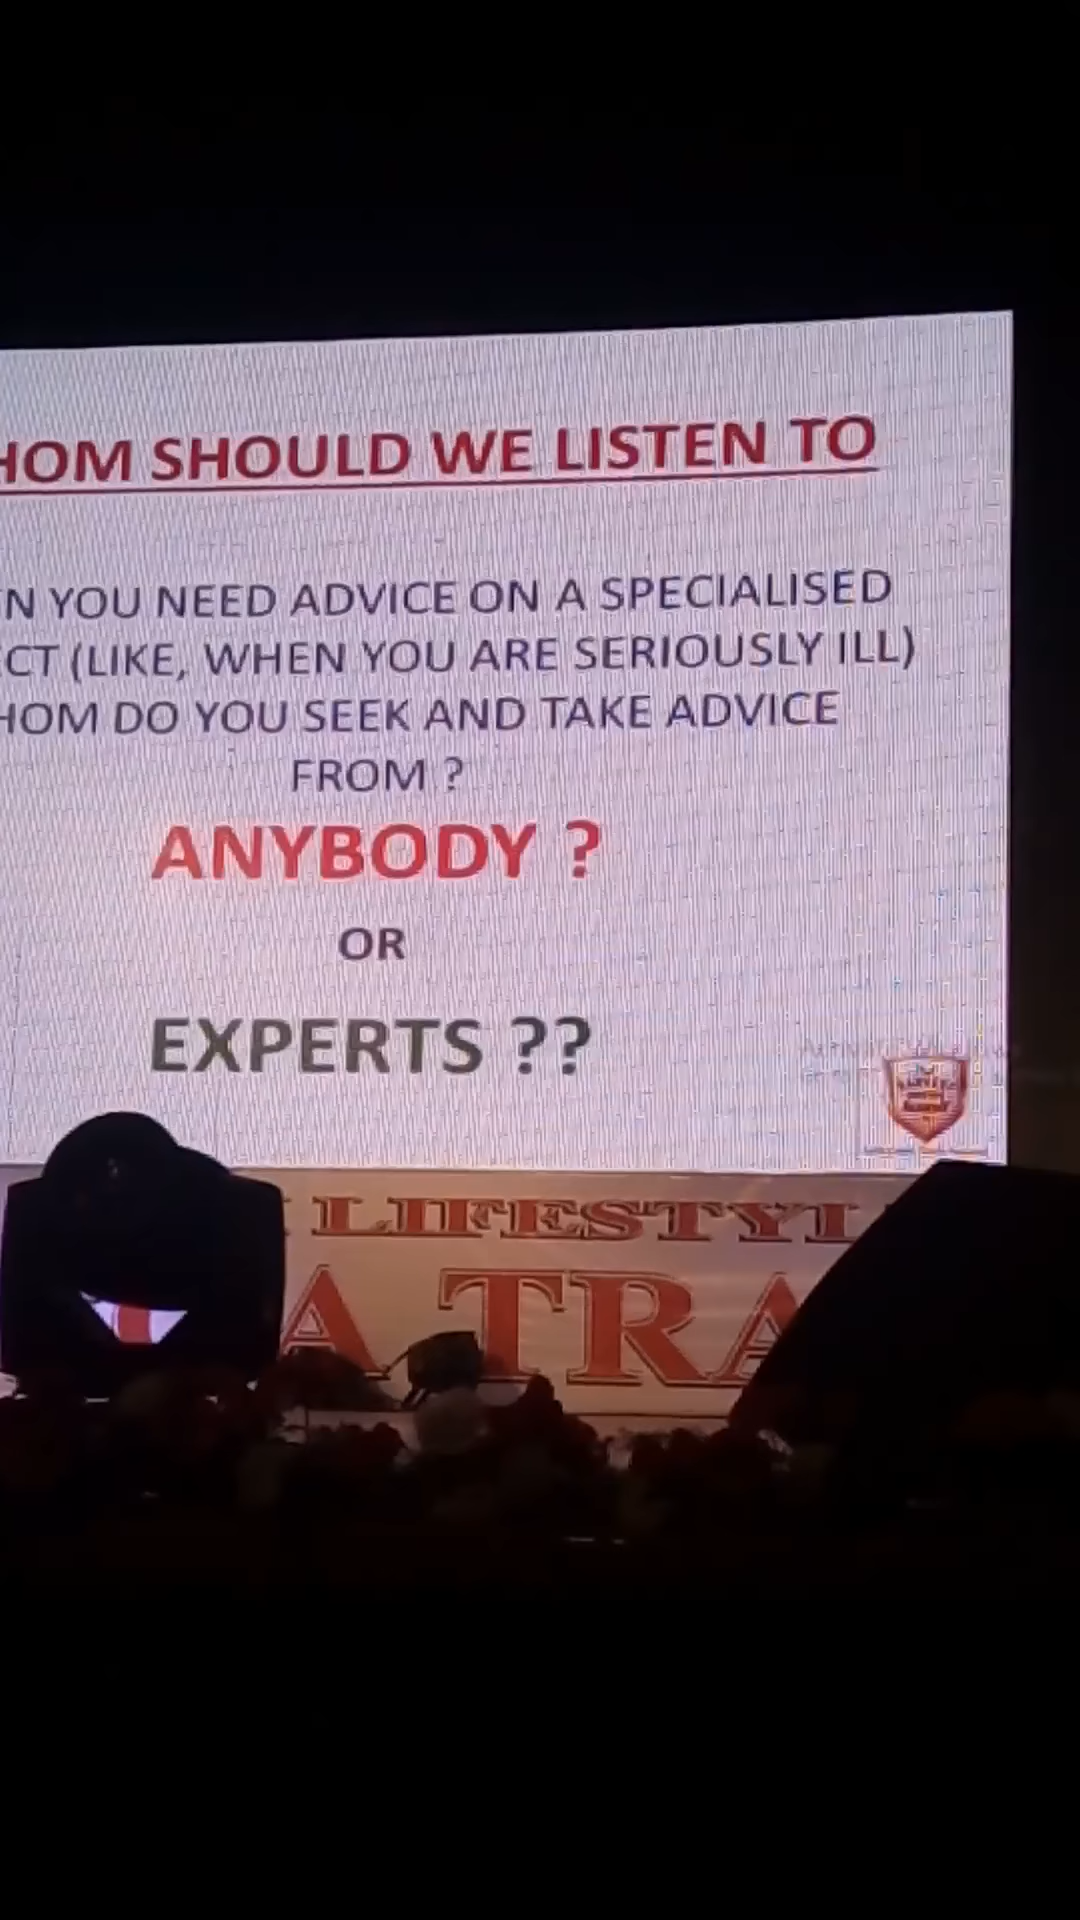 HOM SHOULD WE LISTEN TO
N YOU NEED ADVICE ON A SPECIALISED
CT (LIKE, WHEN YOU ARE SERIOUSLY ILL)
HOM DO YOU SEEK AND TAKE ADVICE
FROM ?
ANYBODY ?
OR
EXPERTS ??
LIFESTYL
A TRA